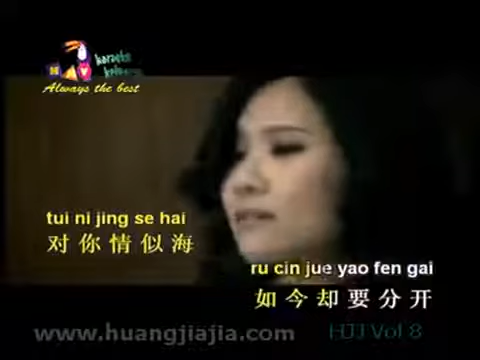 karaoke
Always the best
tui ni jing se hai
对你情似海
ru cin jue yao fen gai
如今却要分开
www.huangjiajia.com
HJJ Vol 8